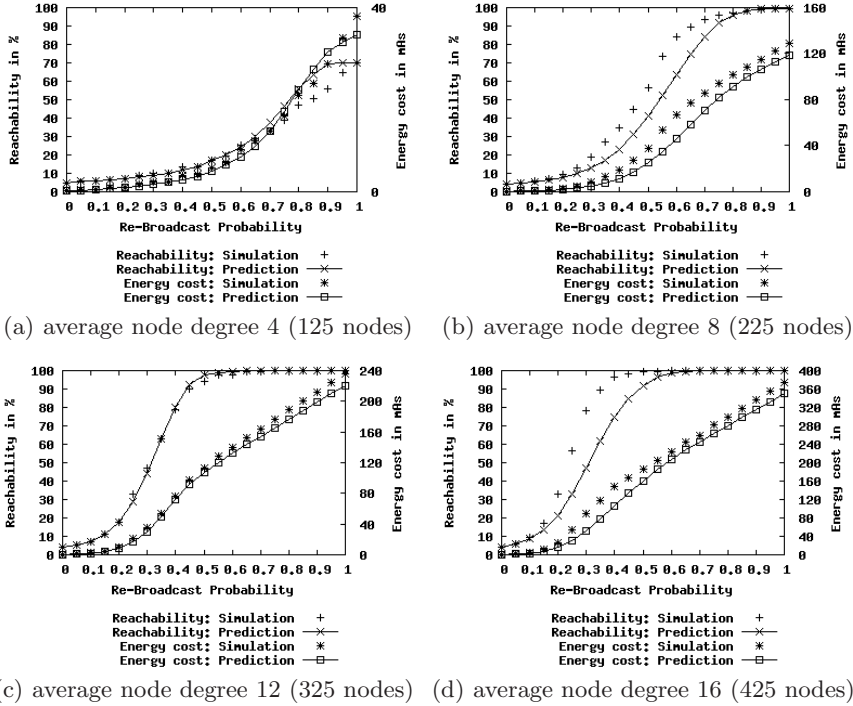 100
90
80
70
60
50
40
30
20
10
0
Reachability in %
40
0
Energy cost in mAs
0 0.1 0.2 0.3 0.4 0.5 0.6 0.7 0.8 0.9 1
Re-Broadcast Probability
Reachability: Simulation
Reachability: Prediction
Energy cost: Simulation
Energy cost: Prediction
(a) average node degree 4 (125 nodes)
100
90
80
70
60
50
40
30
20
10
0
Reachability in %
160
120
80
40
0
Energy cost in mAs
0 0.1 0.2 0.3 0.4 0.5 0.6 0.7 0.8 0.9 1
Re-Broadcast Probability
Reachability: Simulation
Reachability: Prediction
Energy cost: Simulation
Energy cost: Prediction
(b) average node degree 8 (225 nodes)
100
90
80
70
60
50
40
30
20
10
0
Reachability in %
240
200
160
120
80
40
0
Energy cost in mAs
0 0.1 0.2 0.3 0.4 0.5 0.6 0.7 0.8 0.9 1
Re-Broadcast Probability
Reachability: Simulation
Reachability: Prediction
Energy cost: Simulation
Energy cost: Prediction
(c) average node degree 12 (325 nodes)
100
90
80
70
60
50
40
30
20
10
0
Reachability in %
400
360
320
280
240
200
160
120
80
40
0
Energy cost in mAs
0 0.1 0.2 0.3 0.4 0.5 0.6 0.7 0.8 0.9 1
Re-Broadcast Probability
Reachability: Simulation
Reachability: Prediction
Energy cost: Simulation
Energy cost: Prediction
(d) average node degree 16 (425 nodes)